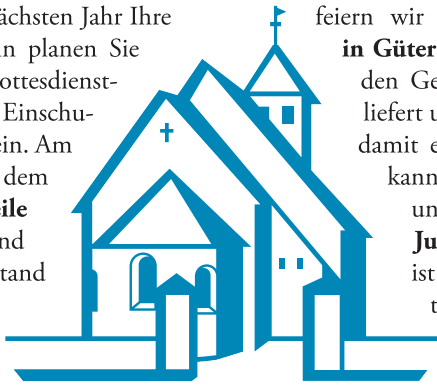 ächsten Jahr Ihre
n planen Sie
ottesdienst-
Einschu-
ein. Am
dem
eile
nd
tand
feiern wir
in Güter
den Ge
liefert u
damit e
kann
un
Ju
ist
t